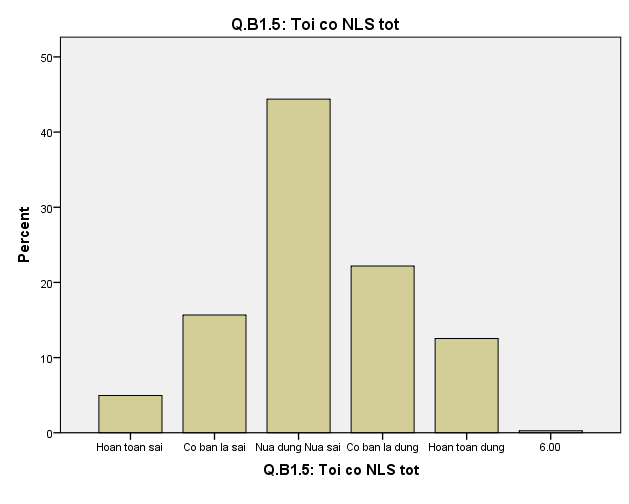 Q.B1.5: Toi co NLS tot
50
40
30
20
10
0
Percent
Hoan toan sai
Co ban la sai
Nua dung Nua sai
Co ban la dung
Hoan toan dung
6.00
Q.B1.5: Toi co NLS tot